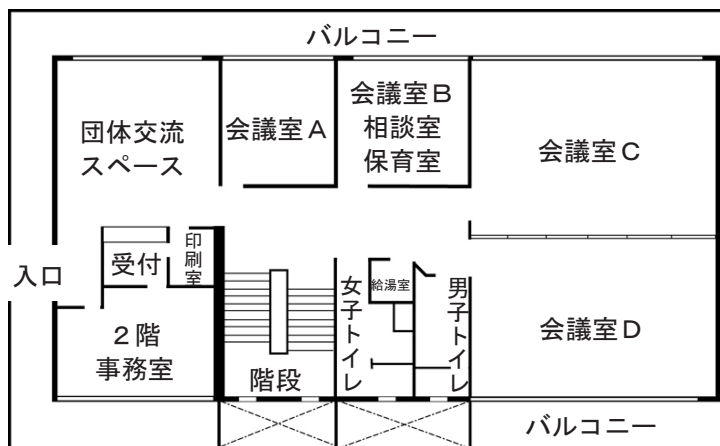 バルコニー
団体交流
スペース
会議室A
会議室B
相談室
保育室
会議室C
入口
受付
印刷室
給湯室
2階
事務室
階段
女子トイレ
男子トイレ
会議室D
バルコニー